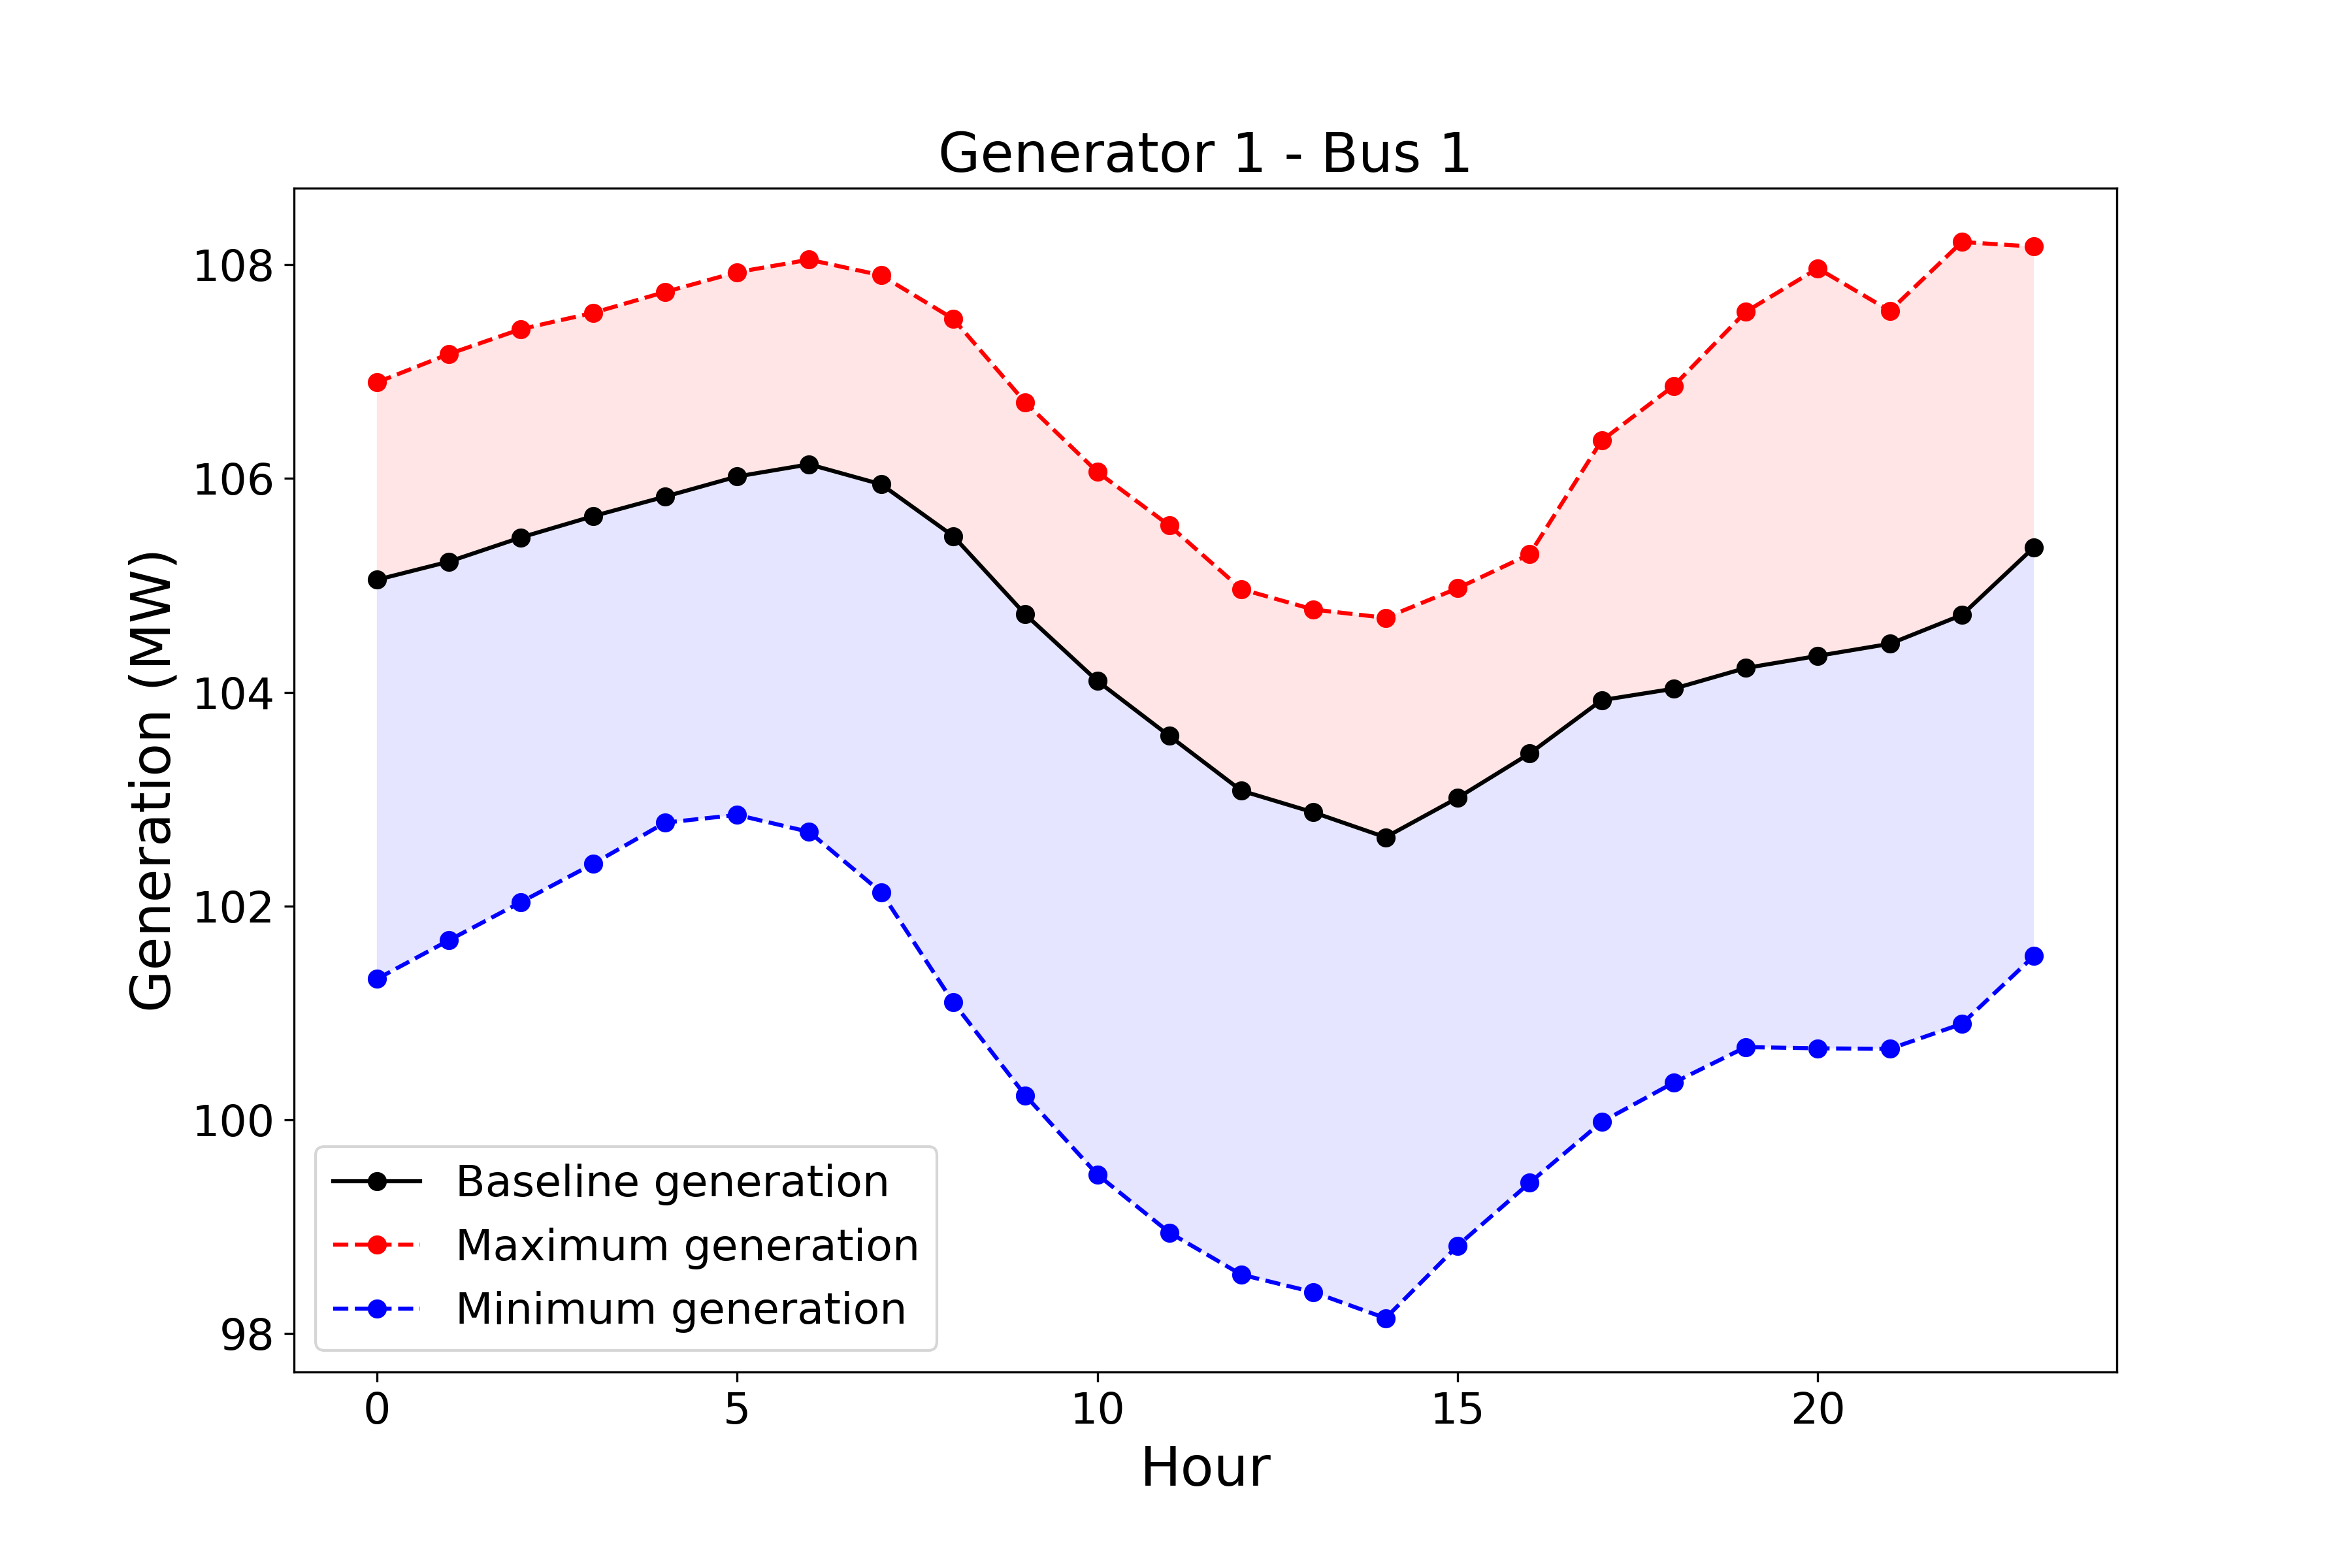 Generator 1 - Bus 1
Generation (MW)
108
106
104
102
100
98
Baseline generation
Maximum generation
Minimum generation
0 5 10 15 20
Hour